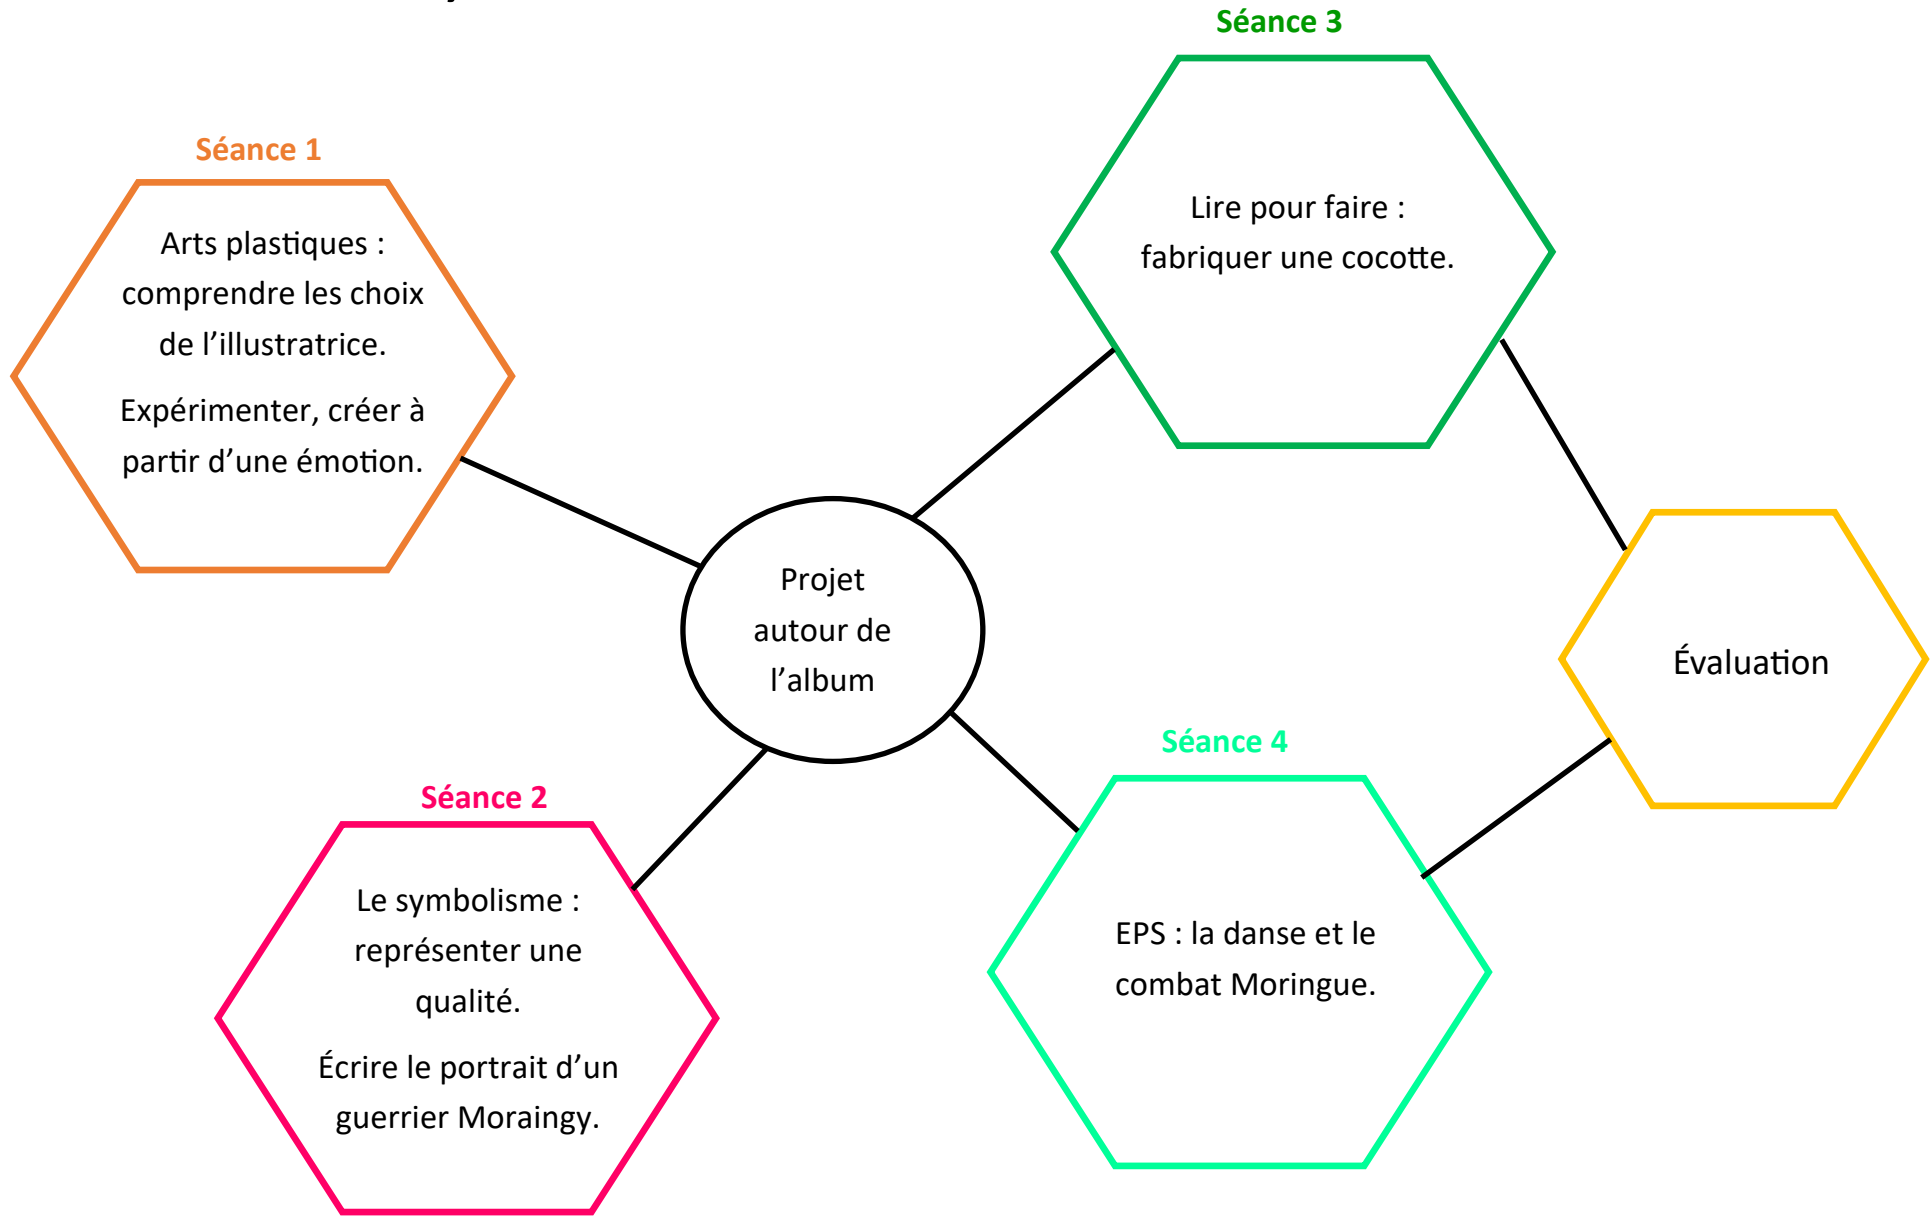 Séance 1
Arts plastiques :
comprendre les choix
de l’illustratrice.
Expérimenter, créer à
partir d’une émotion.
Séance 3
Lire pour faire :
fabriquer une cocotte.
Projet
autour de
l’album
Évaluation
Séance 2
Le symbolisme :
représenter une
qualité.
Écrire le portrait d’un
guerrier Moraingy.
Séance 4
EPS : la danse et le
combat Moringue.